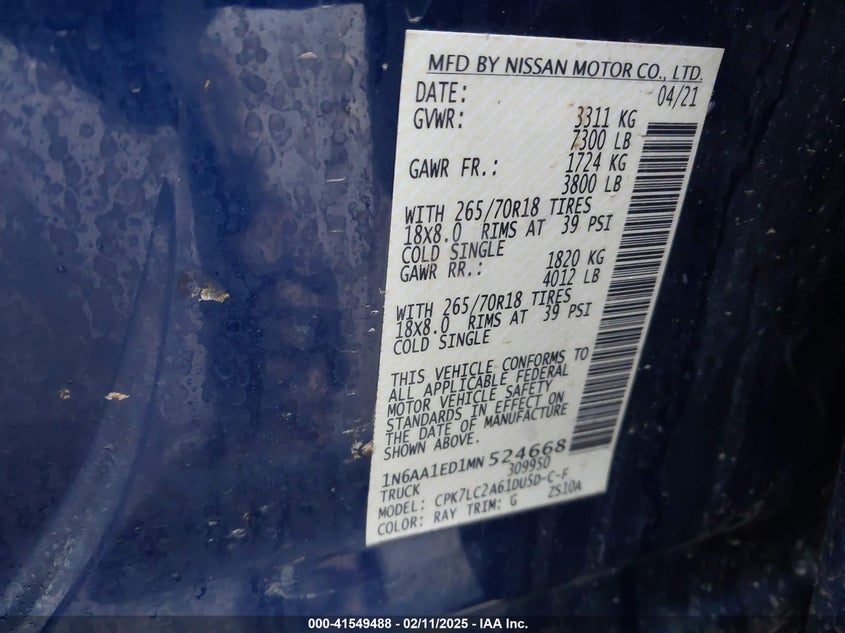 MFD BY NISSAN MOTOR CO., LTD.
DATE: 04/21
GVWR: 3311 KG
7300 LB
GAWR FR.: 1724 KG
3800 LB
WITH 265/70R18 TIRES
18X8.0 RIMS AT 39 PSI
COLD SINGLE
GAWR RR.: 1820 KG
4012 LB
WITH 265/70R18 TIRES
18X8.0 RIMS AT 39 PSI
COLD SINGLE
THIS VEHICLE CONFORMS TO
ALL APPLICABLE FEDERAL
MOTOR VEHICLE SAFETY
STANDARDS IN EFFECT ON
THE DATE OF MANUFACTURE
SHOWN ABOVE.
1N6AA1ED1MN 524668
TRUCK 309950
MODEL: CPK7LC2A61DU5D-C-F
COLOR: RAY TRIM: G ZS10A
000-41549488 - 02/11/2025 - IAA Inc.